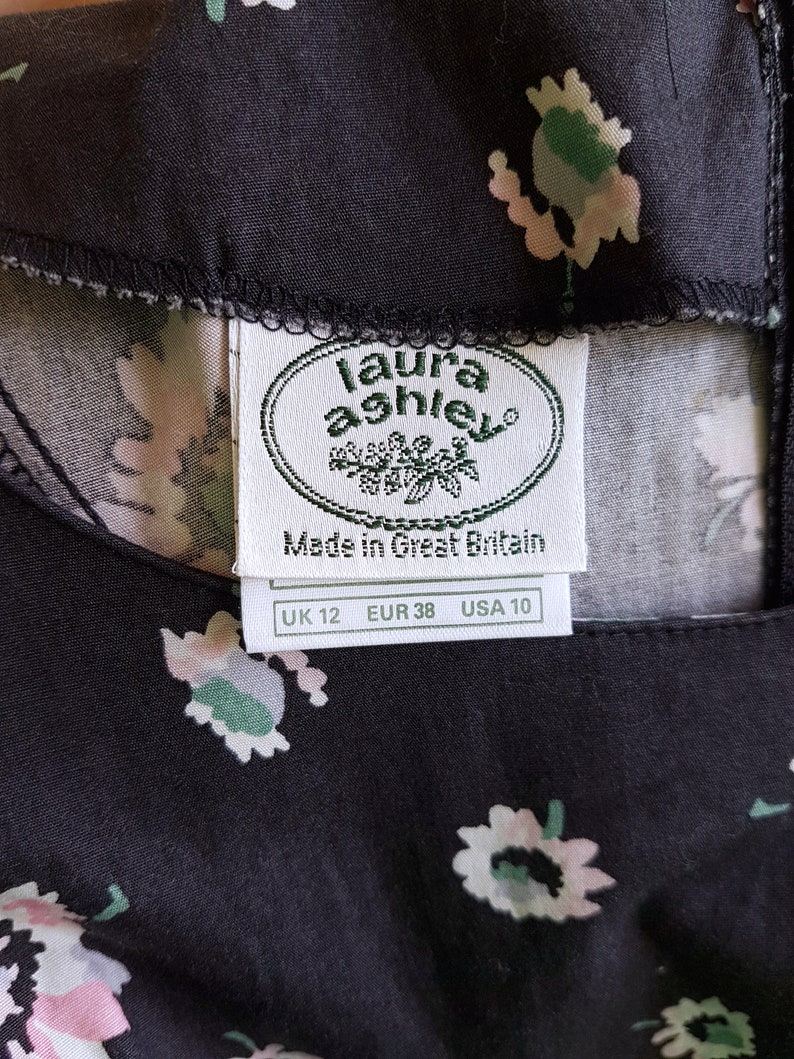 laura
ashley
Made in Great Britain
UK 12 EUR 38 USA 10